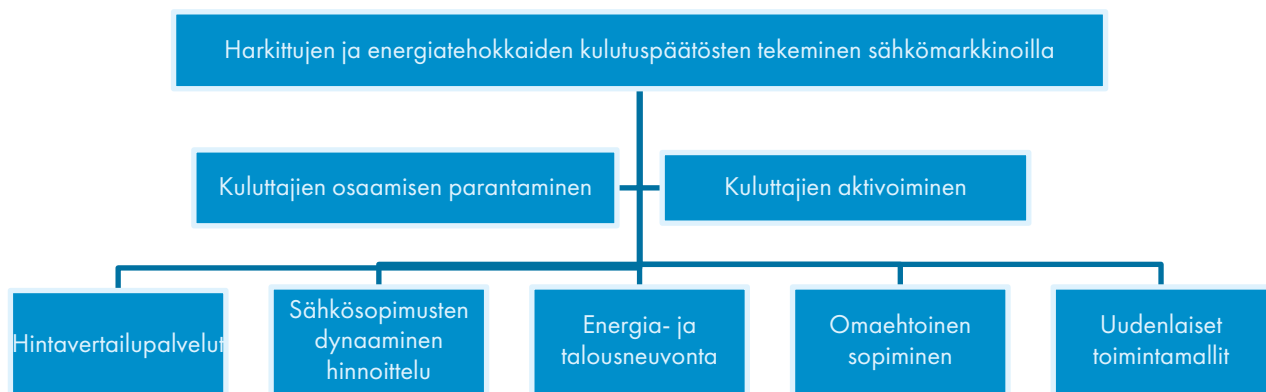 Harkittujen ja energiatehokkaiden kulutuspäätösten tekeminen sähkömarkkinoilla
Kuluttajien osaamisen parantaminen
Kuluttajien aktivoiminen
Hintavertailupalvelut
Sähkösopimusten
dynaaminen
hinnoittelu
Energia- ja
talousneuvonta
Omaehtoinen
sopiminen
Uudenlaiset
toimintamallit